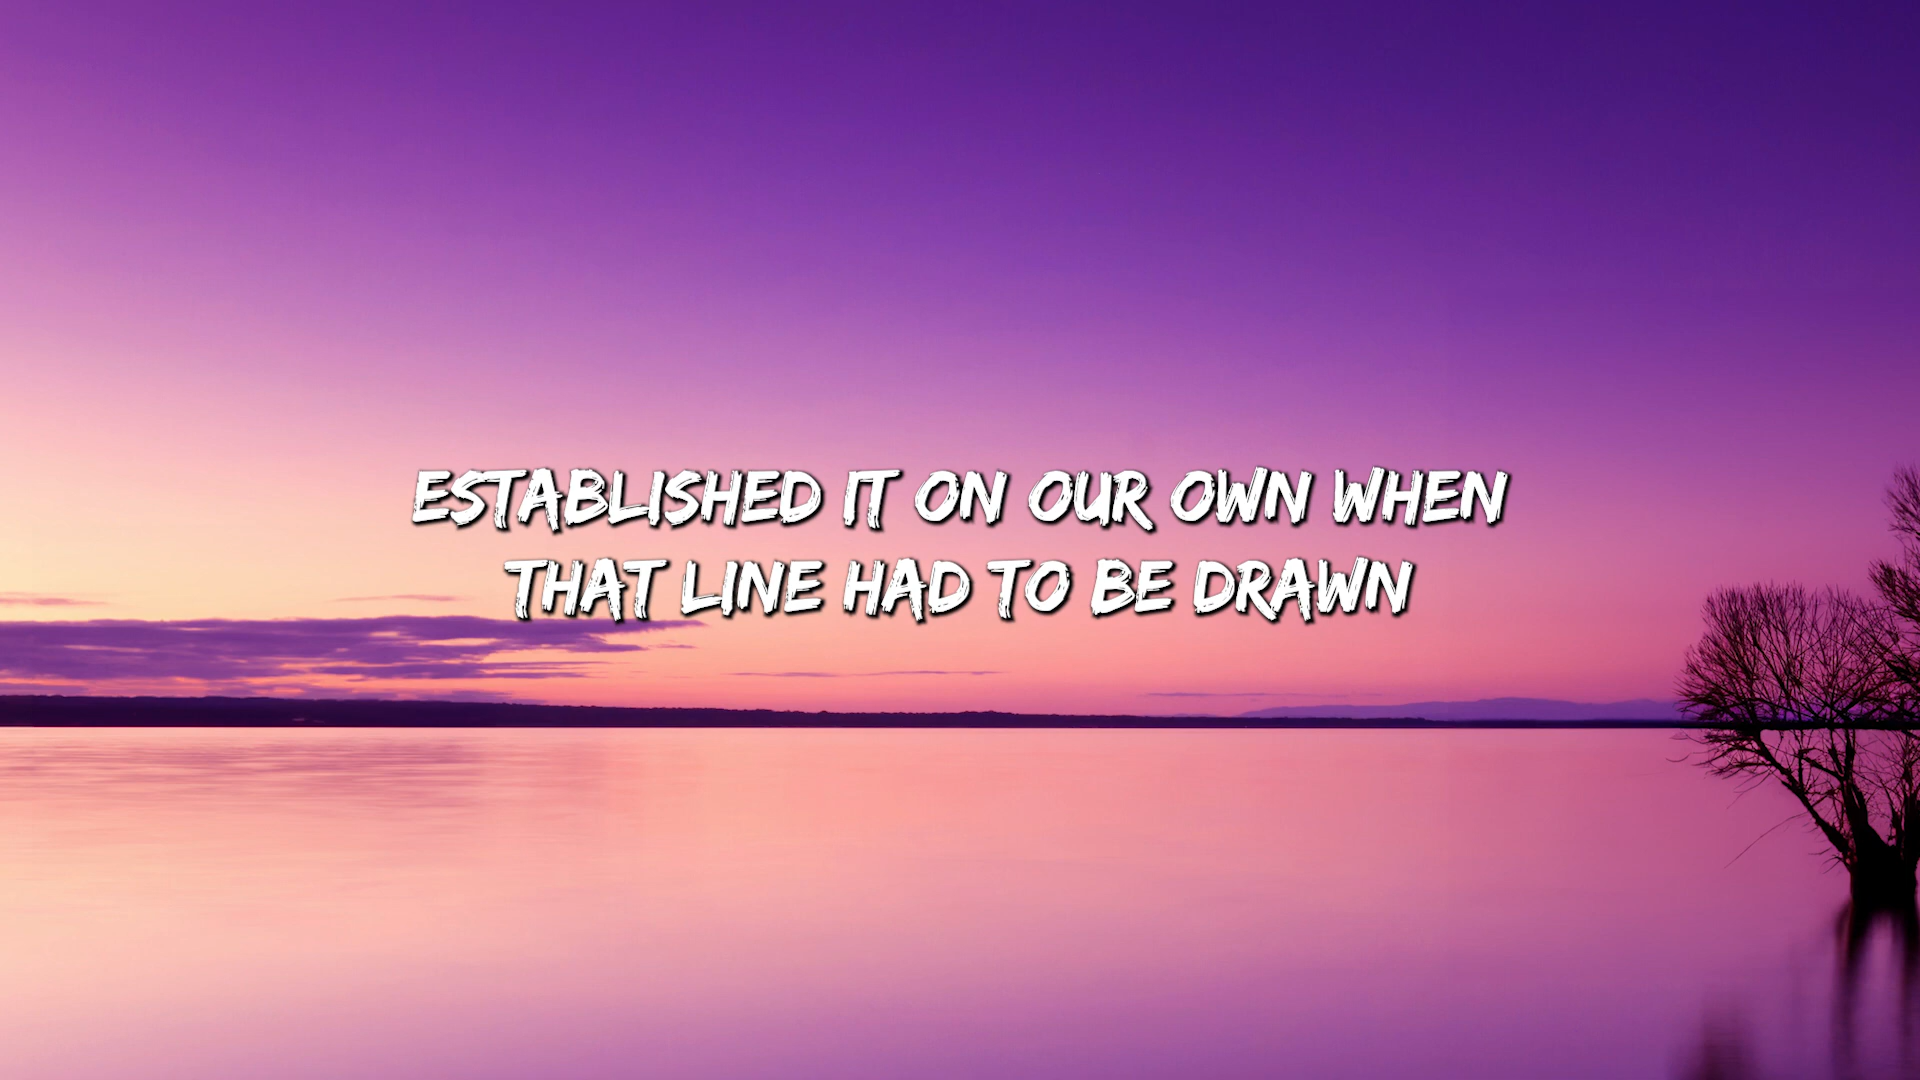 ESTABLISHED IT ON OUR OWN WHEN
THAT LINE HAD TO BE DRAWN